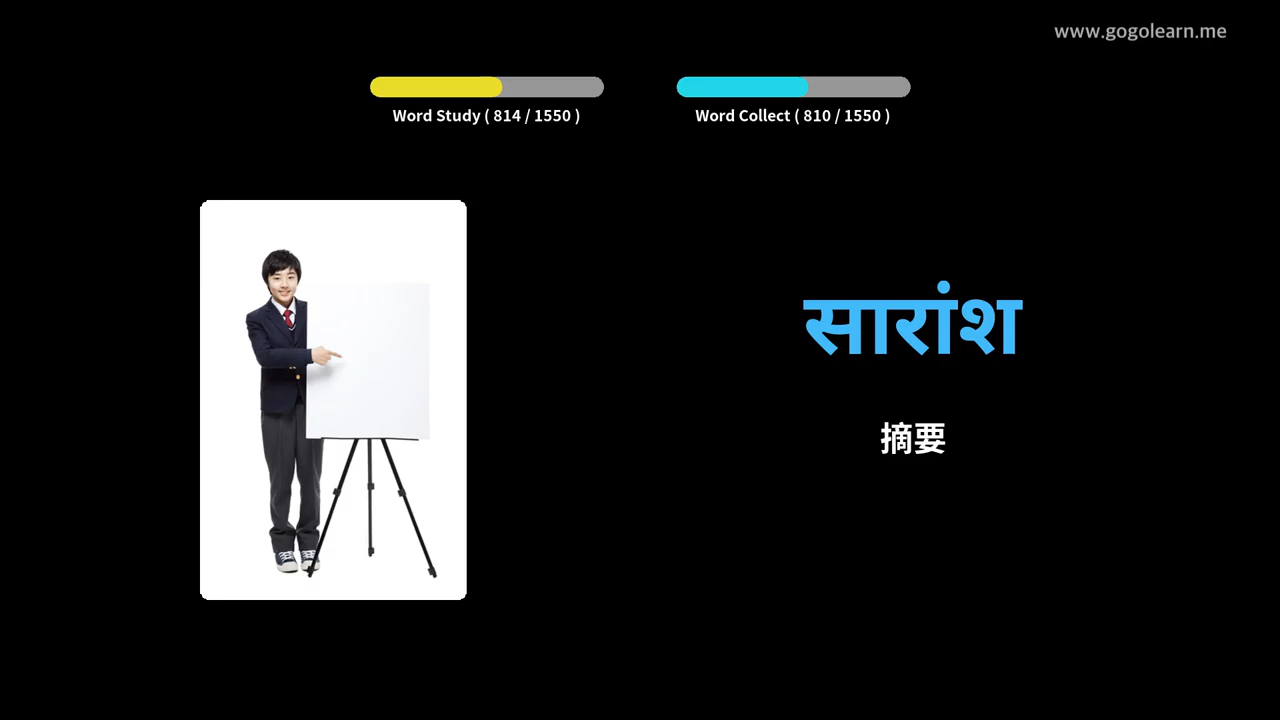 www.gogolearn.me
Word Study ( 814 / 1550 )
Word Collect ( 810 / 1550 )
सारांश
摘要